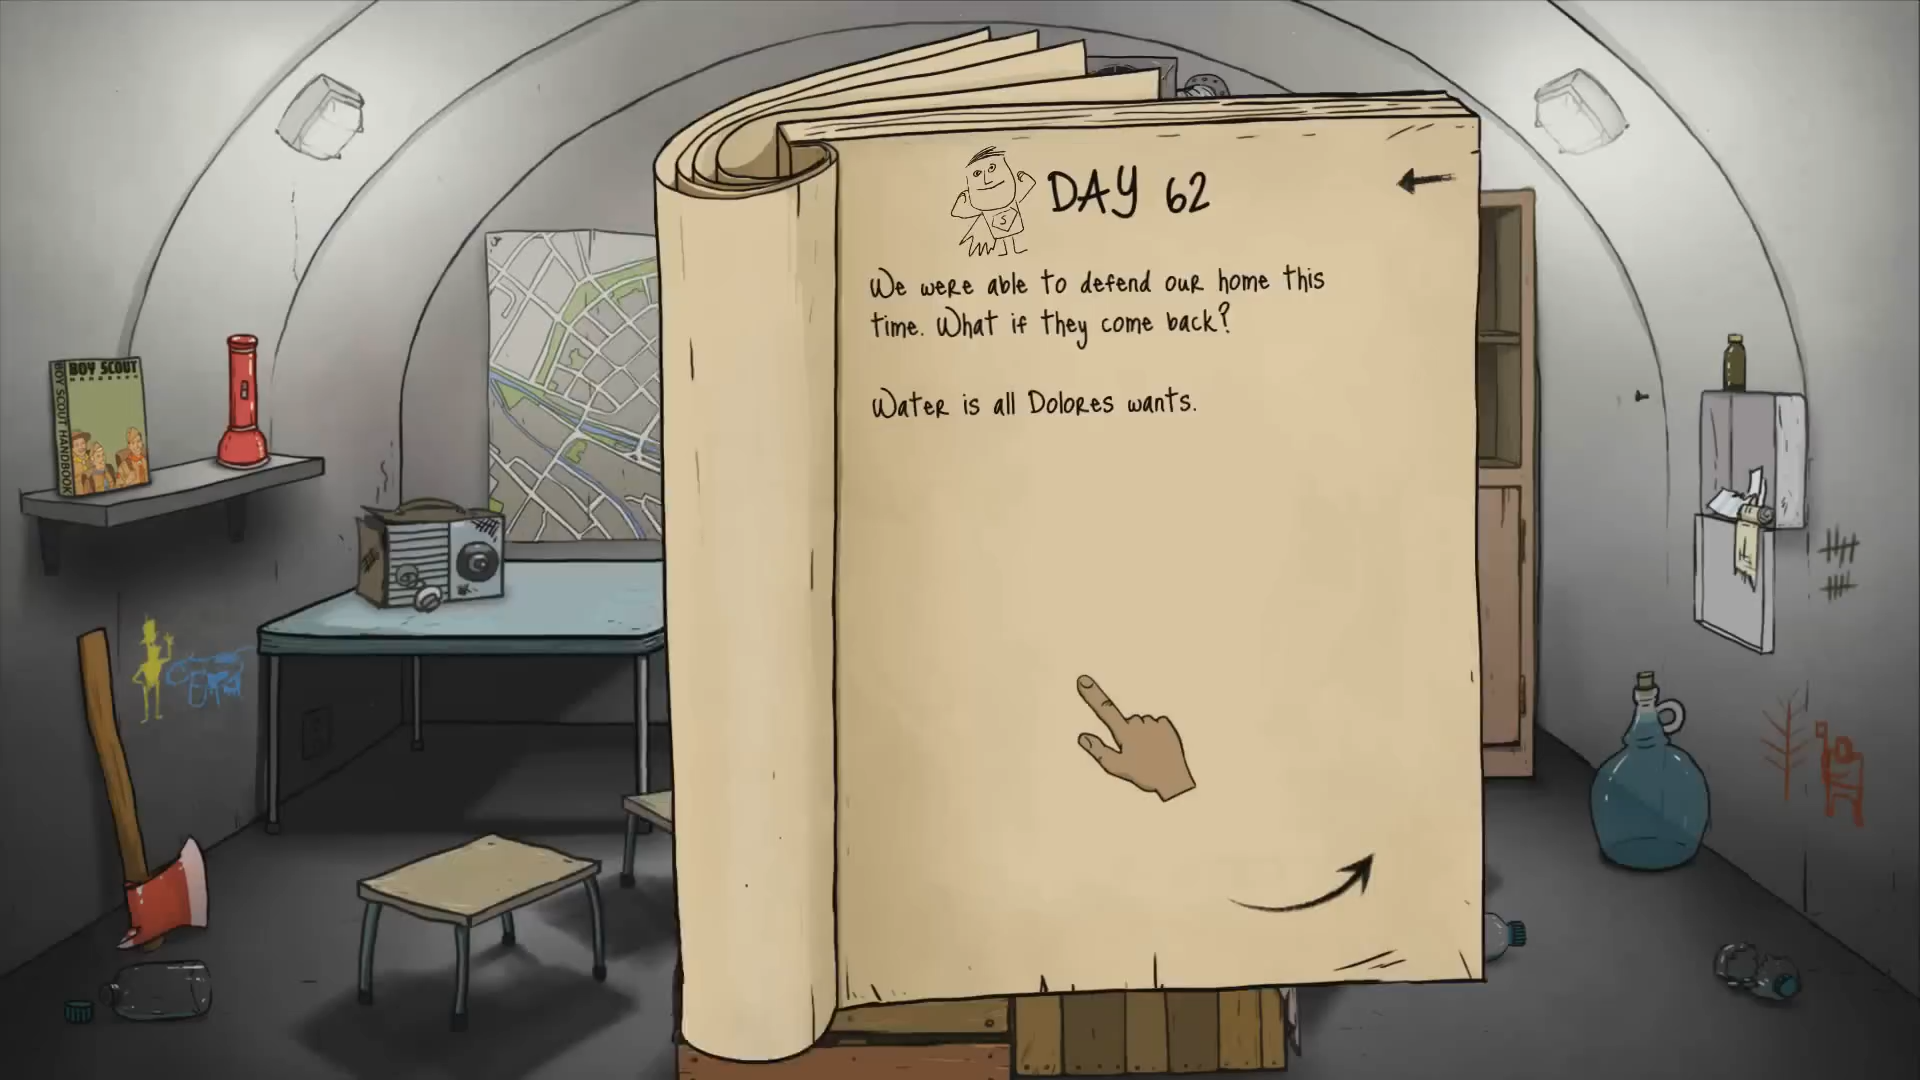 DAY 62
We were able to defend our home this
time. What if they come back?
Water is all Dolores wants.
BOY SCOUT
BOY SCOUT HANDBOOK
S